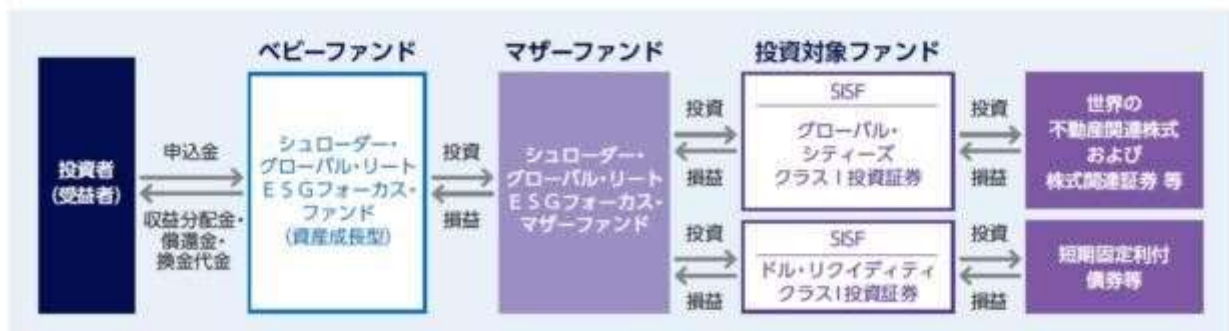 ベビーファンド
マザーファンド
投資対象ファンド
投資者
(受益者)
申込金
収益分配金・
償還金・
換金代金
シュローダー・
グローバル・リート
ESGフォーカス・
ファンド
(資産成長型)
投資
損益
シュローダー・
グローバル・リート
ESGフォーカス・
マザーファンド
投資
損益
投資
損益
SISF
グローバル・
シティーズ
クラスI投資証券
SISF
ドル・リクイディティ
クラスI投資証券
投資
損益
投資
損益
世界の
不動産関連株式
および
株式関連証券 等
短期固定利付
債券等